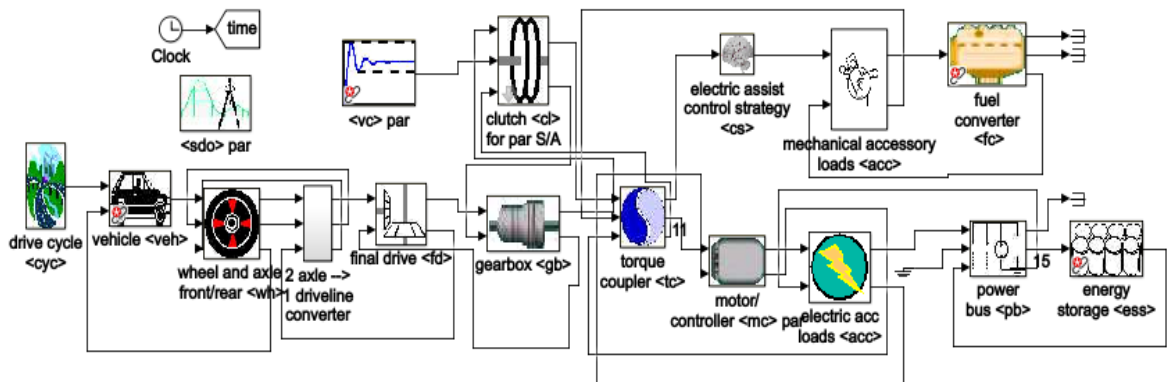 time
Clock
<sdo> par
<vc> par
clutch <cl>
for par S/A
electric assist
control strategy
<cs>
mechanical accessory
loads <acc>
fuel
converter
<fc>
drive cycle
<cyc>
vehicle <veh>
wheel and axle
front/rear <wh>
2 axle -->
1 driveline
converter
final drive <fd>
gearbox <gb>
torque
coupler <tc>
11
motor/
controller <mc> par
electric acc
loads <acc>
power
bus <pb>
15
energy
storage <ess>